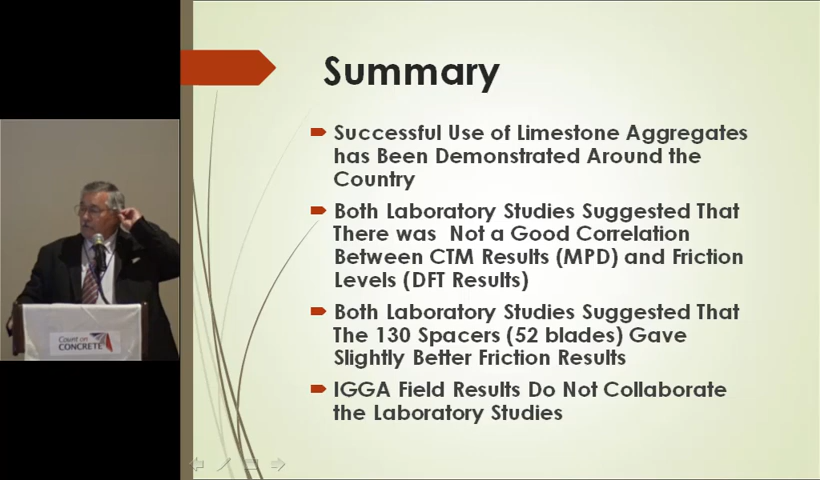 Summary
Successful Use of Limestone Aggregates
has Been Demonstrated Around the
Country
Both Laboratory Studies Suggested That
There was Not a Good Correlation
Between CTM Results (MPD) and Friction
Levels (DFT Results)
Both Laboratory Studies Suggested That
The 130 Spacers (52 blades) Gave
Slightly Better Friction Results
IGGA Field Results Do Not Collaborate
the Laboratory Studies
Count on
CONCRETE